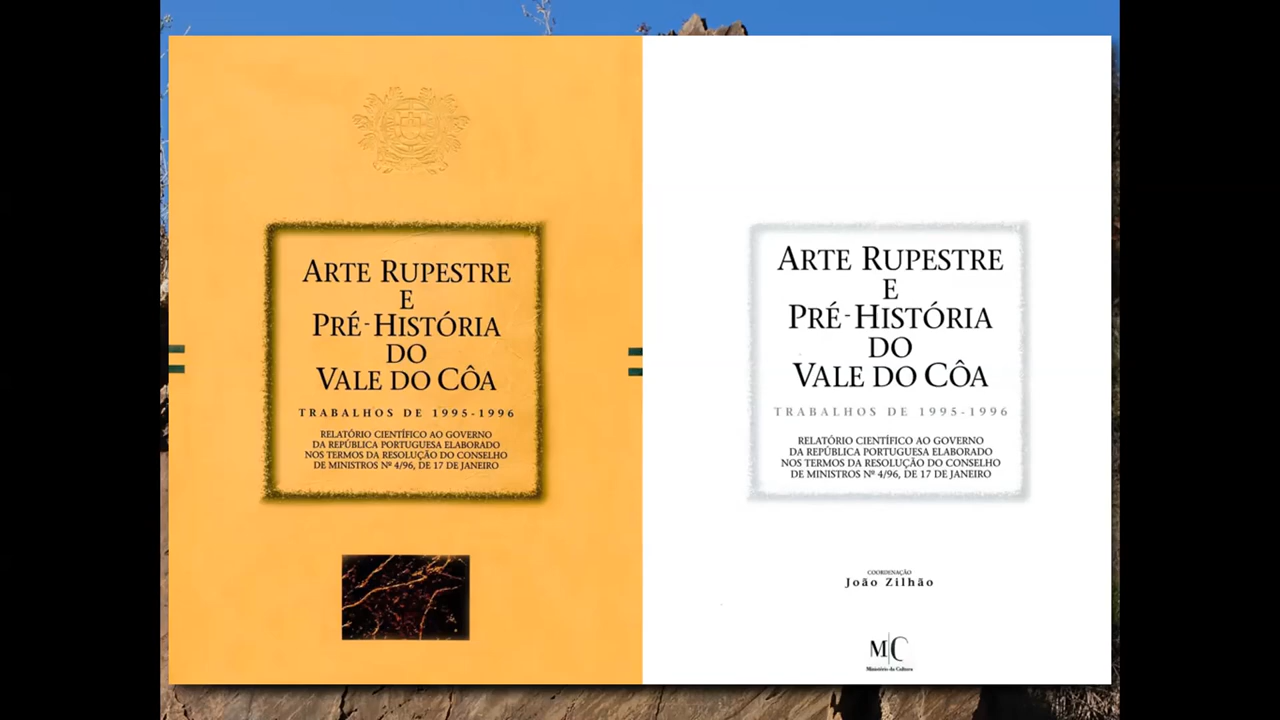 ARTE RUPESTRE
E
PRÉ-HISTÓRIA
DO
VALE DO CÔA
TRABALHOS DE 1995-1996
RELATÓRIO CIENTÍFICO AO GOVERNO
DA REPÚBLICA PORTUGUESA ELABORADO
NOS TERMOS DA RESOLUÇÃO DO CONSELHO
DE MINISTROS Nº 4/96, DE 17 DE JANEIRO
ARTE RUPESTRE
E
PRÉ-HISTÓRIA
DO
VALE DO CÔA
TRABALHOS DE 1995-1996
RELATÓRIO CIENTÍFICO AO GOVERNO
DA REPÚBLICA PORTUGUESA ELABORADO
NOS TERMOS DA RESOLUÇÃO DO CONSELHO
DE MINISTROS Nº 4/96, DE 17 DE JANEIRO
COORDENAÇÃO
João Zilhão
M|C
Ministério da Cultura